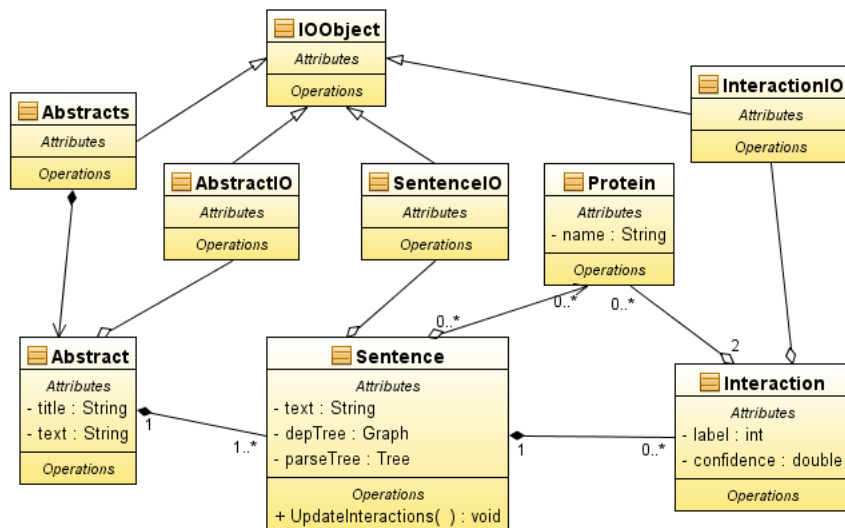 IOObject
Attributes
Operations
Abstracts
Attributes
Operations
InteractionIO
Attributes
Operations
AbstractIO
Attributes
Operations
SentenceIO
Attributes
Operations
Protein
Attributes
- name : String
Operations
0..*
0..*
0..*
2
Abstract
Attributes
- title : String
- text : String
Operations
1
1..*
Sentence
Attributes
- text : String
- depTree : Graph
- parseTree : Tree
Operations
+ UpdateInteractions( ) : void
1
0..*
Interaction
Attributes
- label : int
- confidence : double
Operations